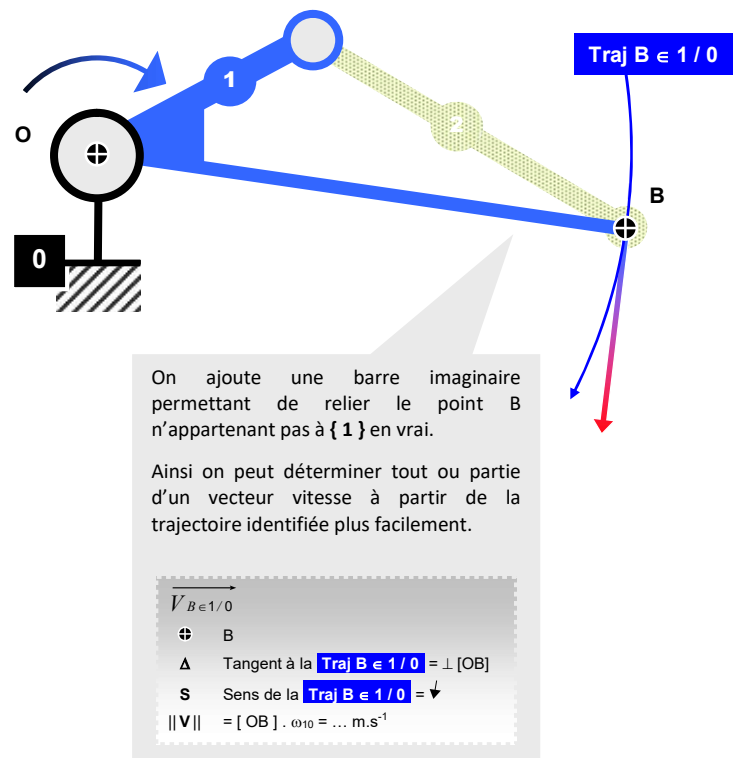 Traj B ∈ 1 / 0
1
2
O
B
0
On ajoute une barre imaginaire
permettant de relier le point B
n'appartenant pas à { 1 } en vrai.
Ainsi on peut déterminer tout ou partie
d'un vecteur vitesse à partir de la
trajectoire identifiée plus facilement.
V B∈1/0
B
Δ Tangent à la Traj B ∈ 1 / 0 = ⊥ [OB]
S Sens de la Traj B ∈ 1 / 0 =
||V|| = [ OB ] . ω10 = … m.s-1